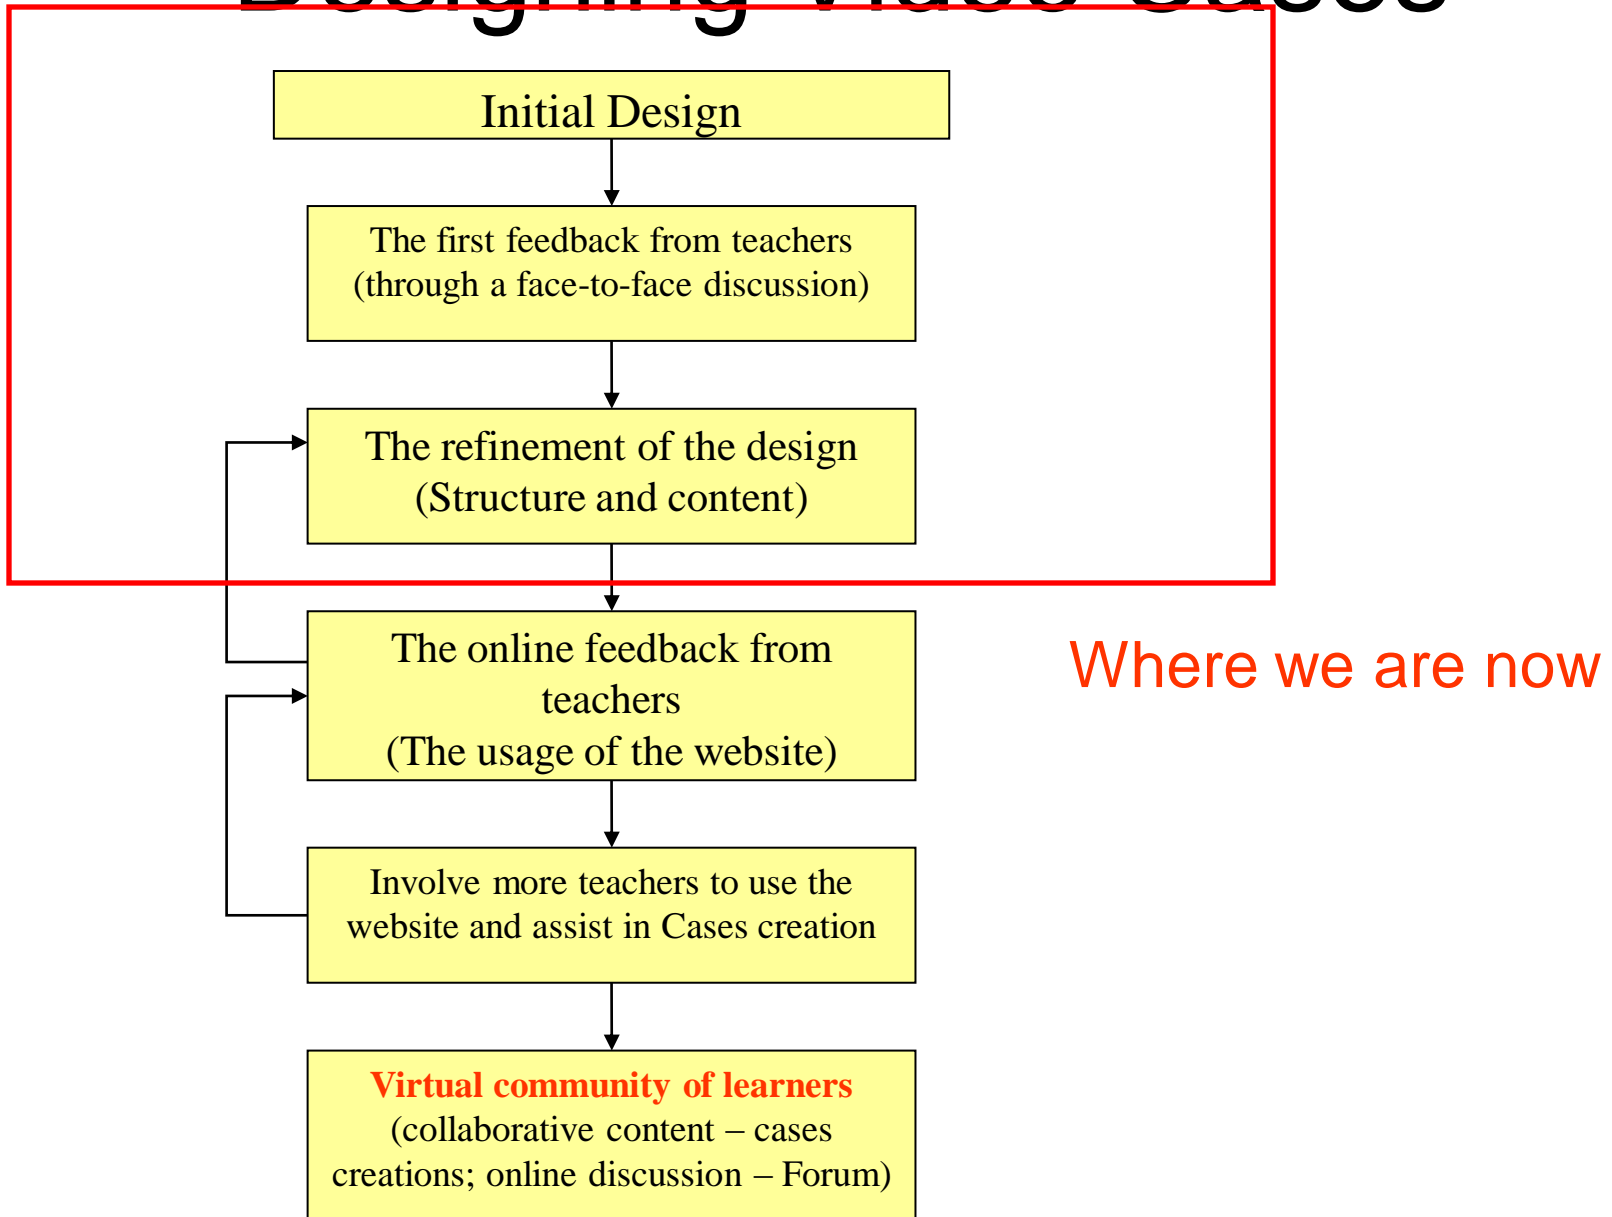 Designing Video Cases
Initial Design
The first feedback from teachers
(through a face-to-face discussion)
The refinement of the design
(Structure and content)
The online feedback from
teachers
(The usage of the website)
Where we are now
Involve more teachers to use the
website and assist in Cases creation
Virtual community of learners
(collaborative content – cases
creations; online discussion – Forum)